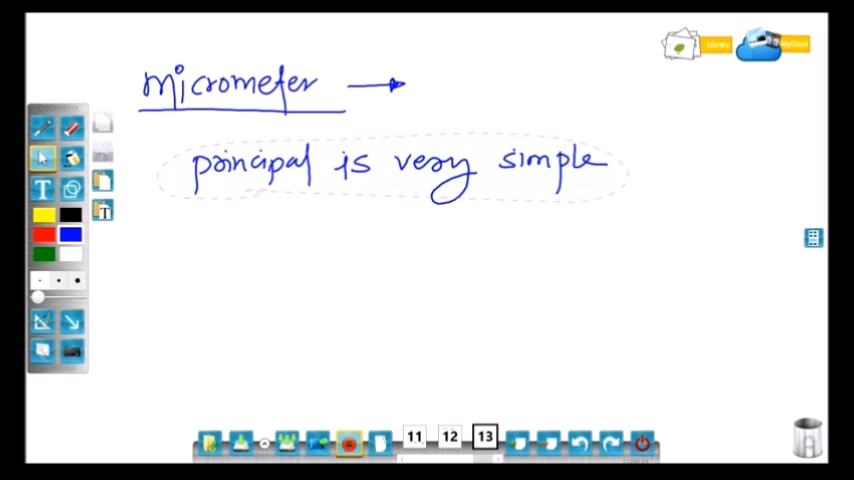 Library
MyCloud
micrometer →
principal is very simple
T
T
11 12 13